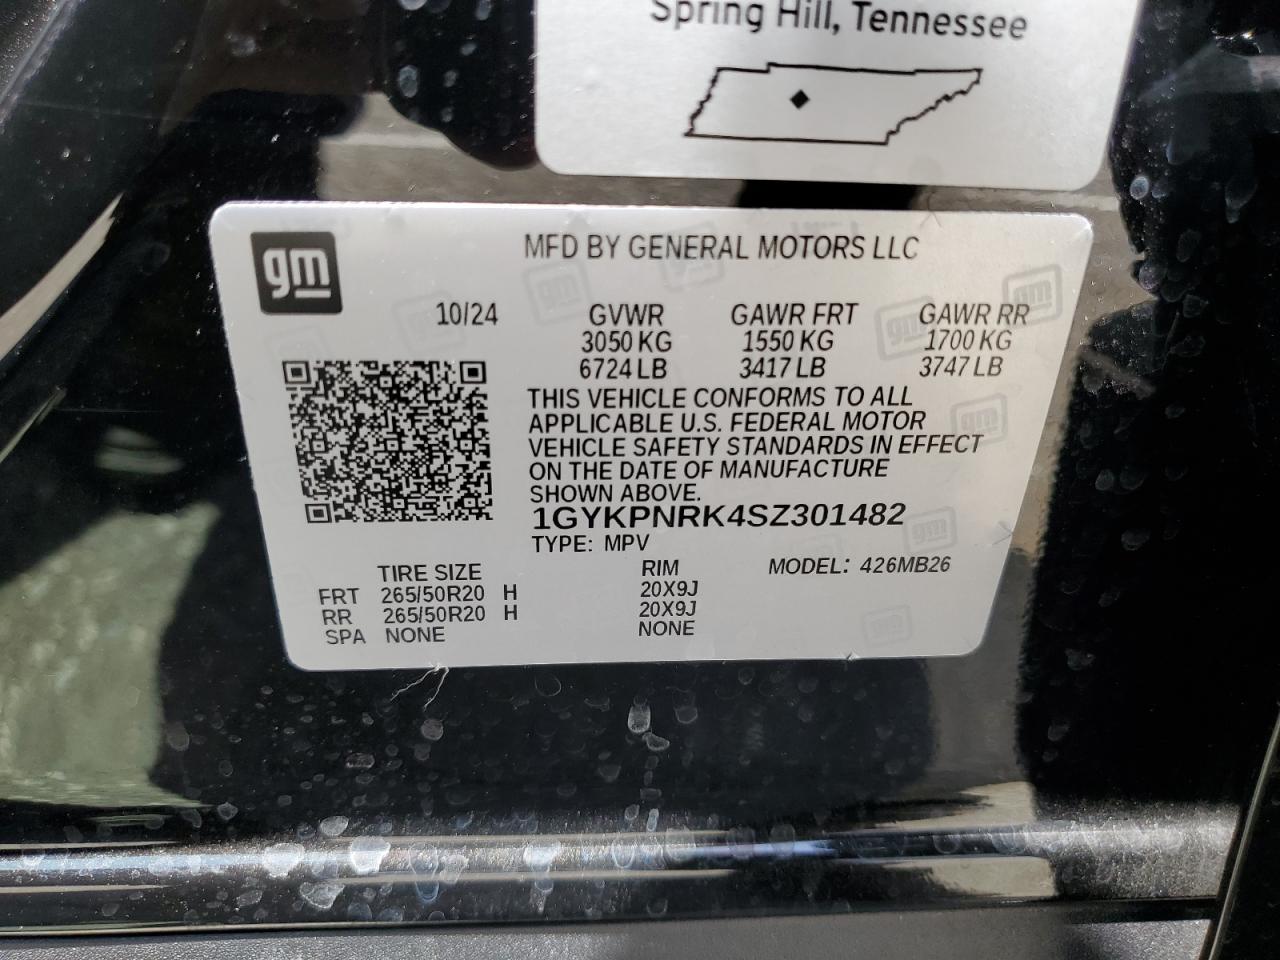 Spring Hill, Tennessee
gm
MFD BY GENERAL MOTORS LLC
10/24 GVWR GAWR FRT GAWR RR
3050 KG 1550 KG 1700 KG
6724 LB 3417 LB 3747 LB
THIS VEHICLE CONFORMS TO ALL
APPLICABLE U.S. FEDERAL MOTOR
VEHICLE SAFETY STANDARDS IN EFFECT
ON THE DATE OF MANUFACTURE
SHOWN ABOVE.
1GYKPNRK4SZ301482
TYPE: MPV
TIRE SIZE RIM MODEL: 426MB26
FRT 265/50R20 H 20X9J
RR 265/50R20 H 20X9J
SPA NONE NONE